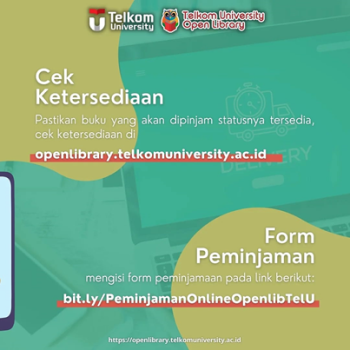 Telkom University
Telkom University Open Library
Cek
Ketersediaan
Pastikan buku yang akan dipinjam statusnya tersedia,
cek ketersediaan di
openlibrary.telkomuniversity.ac.id
DELIVERY
Form
Peminjaman
mengisi form peminjamaan pada link berikut:
bit.ly/PeminjamanOnlineOpenlibTelU
https://openlibrary.telkomuniversity.ac.id